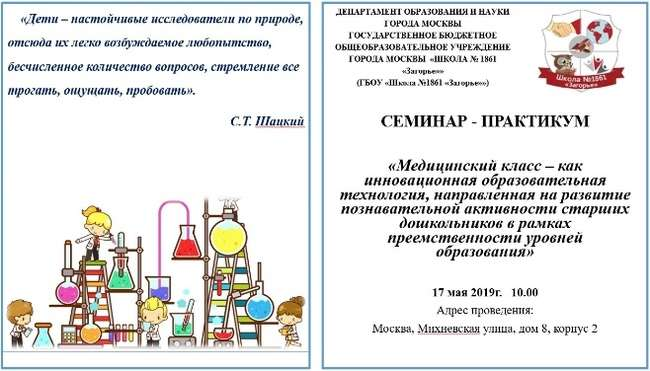 «Дети – настойчивые исследователи по природе,
отсюда их легко возбуждаемое любопытство,
бесчисленное количество вопросов, стремление все
трогать, ощущать, пробовать».
С.Т. Шацкий
ДЕПАРТАМЕНТ ОБРАЗОВАНИЯ И НАУКИ
ГОРОДА МОСКВЫ
ГОСУДАРСТВЕННОЕ БЮДЖЕТНОЕ
ОБЩЕОБРАЗОВАТЕЛЬНОЕ УЧРЕЖДЕНИЕ
ГОРОДА МОСКВЫ «ШКОЛА № 1861
«Загорье»»
(ГБОУ «Школа №1861 «Загорье»»)
Школа №1861
«Загорье»
СЕМИНАР - ПРАКТИКУМ
«Медицинский класс – как
инновационная образовательная
технология, направленная на развитие
познавательной активности старших
дошкольников в рамках
преемственности уровней
образования»
17 мая 2019г. 10.00
Адрес проведения:
Москва, Михневская улица, дом 8, корпус 2